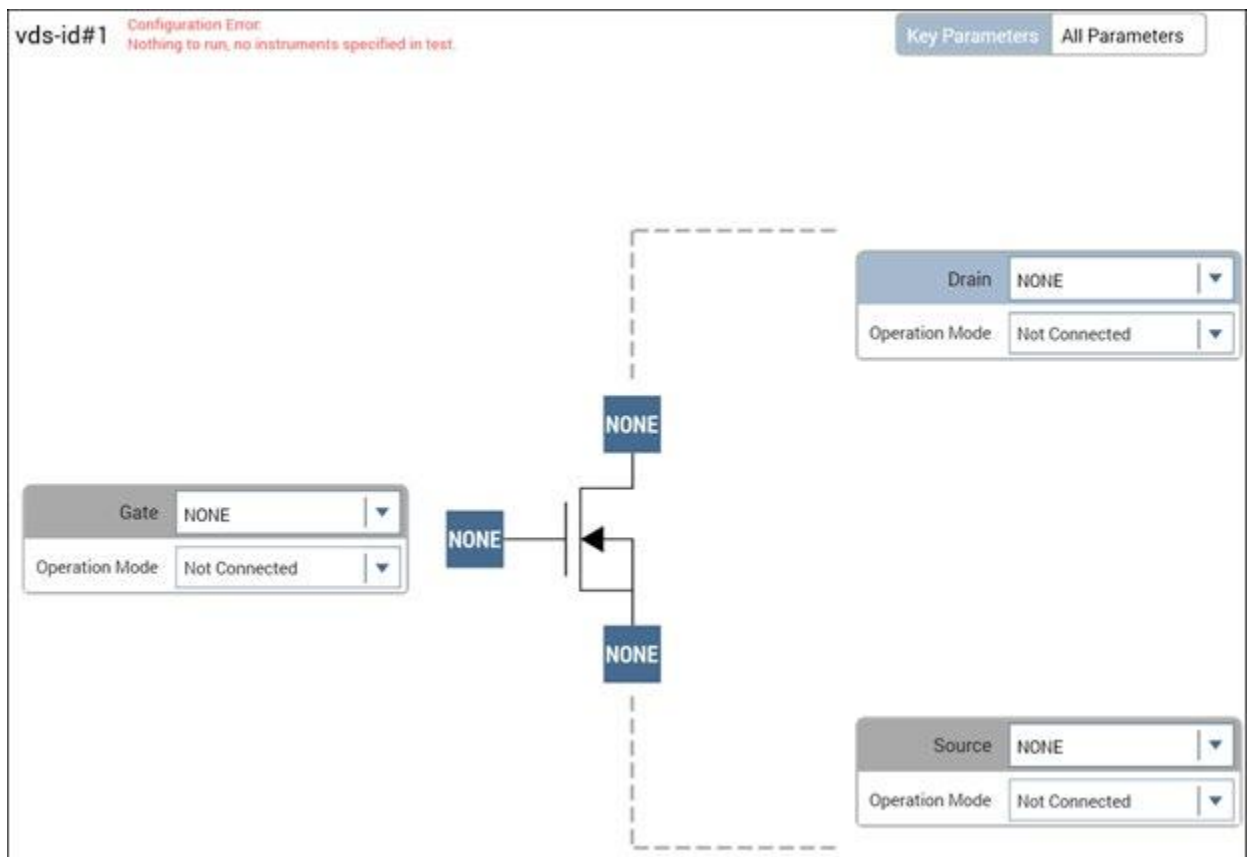 vds-id#1
Configuration Error:
Nothing to run, no instruments specified in test.
Key Parameters
All Parameters
Drain
NONE
Operation Mode
Not Connected
NONE
Gate
NONE
Operation Mode
Not Connected
NONE
NONE
Source
NONE
Operation Mode
Not Connected